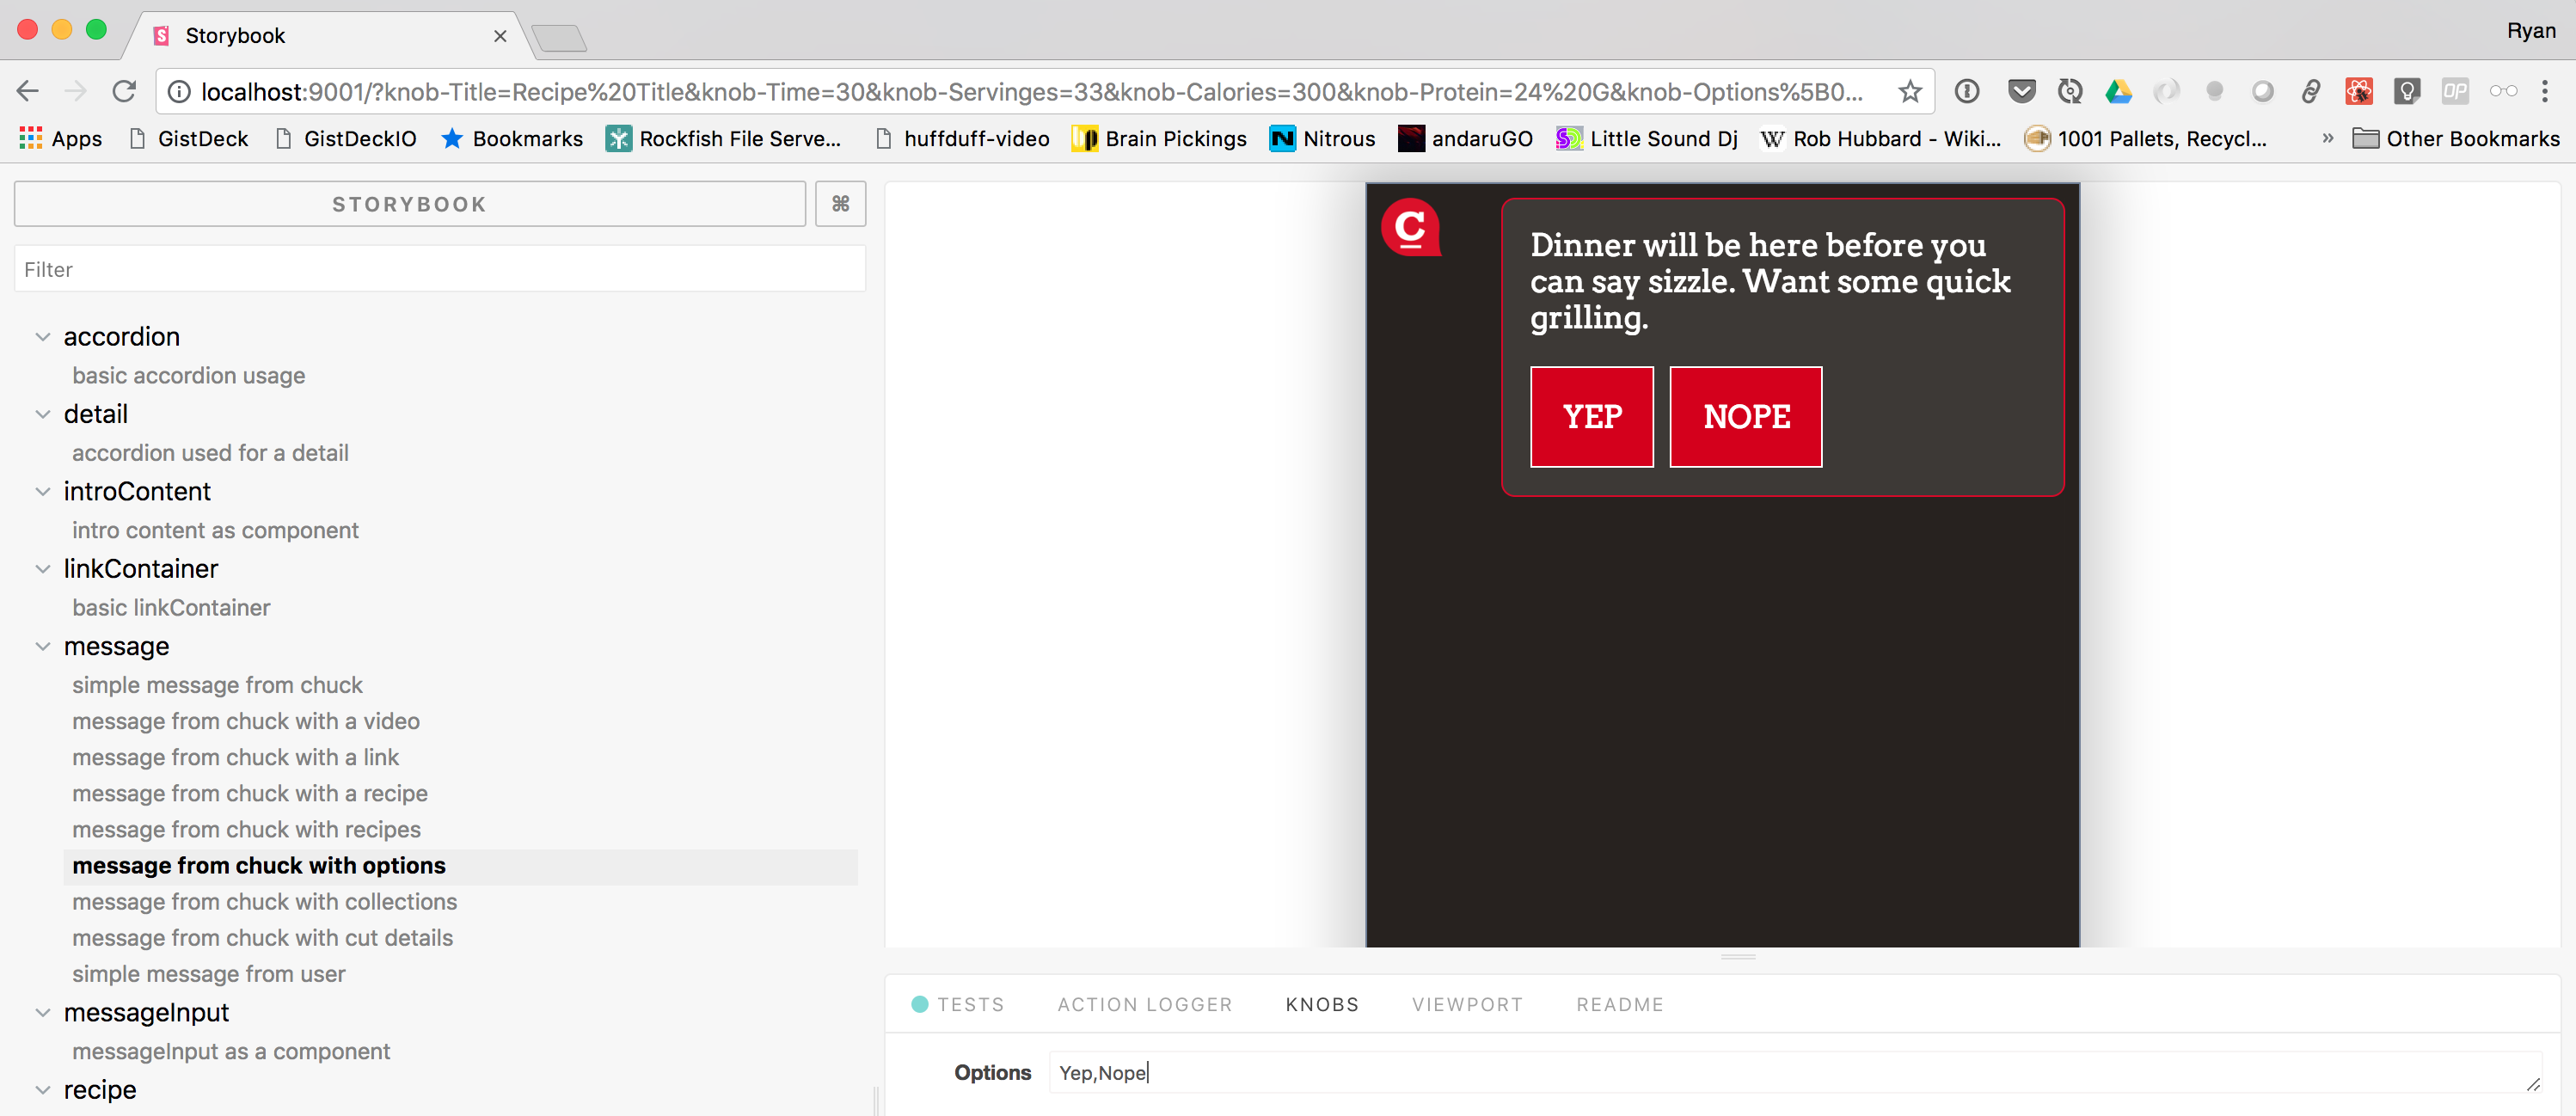 Storybook
Ryan
localhost:9001/?knob-Title=Recipe%20Title&knob-Time=30&knob-Servinges=33&knob-Calories=300&knob-Protein=24%20G&knob-Options%5B0...
OP
Apps
GistDeck
GistDeckIO
Bookmarks
Rockfish File Serve...
huffduff-video
Brain Pickings
Nitrous
andaruGO
Little Sound Dj
W Rob Hubbard - Wiki...
1001 Pallets, Recycl...
» Other Bookmarks
STORYBOOK
⌘
Filter
accordion
basic accordion usage
detail
accordion used for a detail
introContent
intro content as component
linkContainer
basic linkContainer
message
simple message from chuck
message from chuck with a video
message from chuck with a link
message from chuck with a recipe
message from chuck with recipes
message from chuck with options
message from chuck with collections
message from chuck with cut details
simple message from user
messageInput
messageInput as a component
recipe
C
Dinner will be here before you
can say sizzle. Want some quick
grilling.
YEP
NOPE
TESTS
ACTION LOGGER
KNOBS
VIEWPORT
README
Options
Yep,Nope